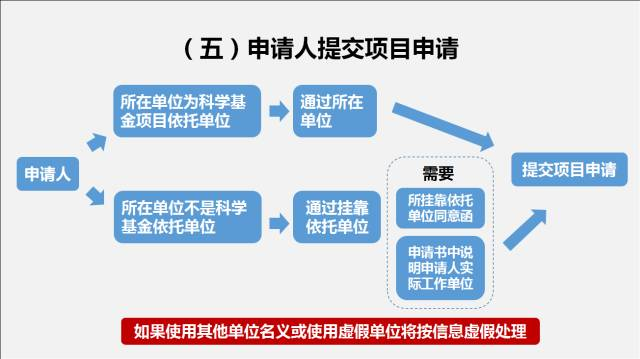 （五）申请人提交项目申请
申请人
所在单位为科学基
金项目依托单位
通过所在
单位
所在单位不是科学
基金依托单位
通过挂靠
依托单位
需要
所挂靠依托
单位同意函
申请书中说
明申请人实
际工作单位
提交项目申请
如果使用其他单位名义或使用虚假单位将按信息虚假处理